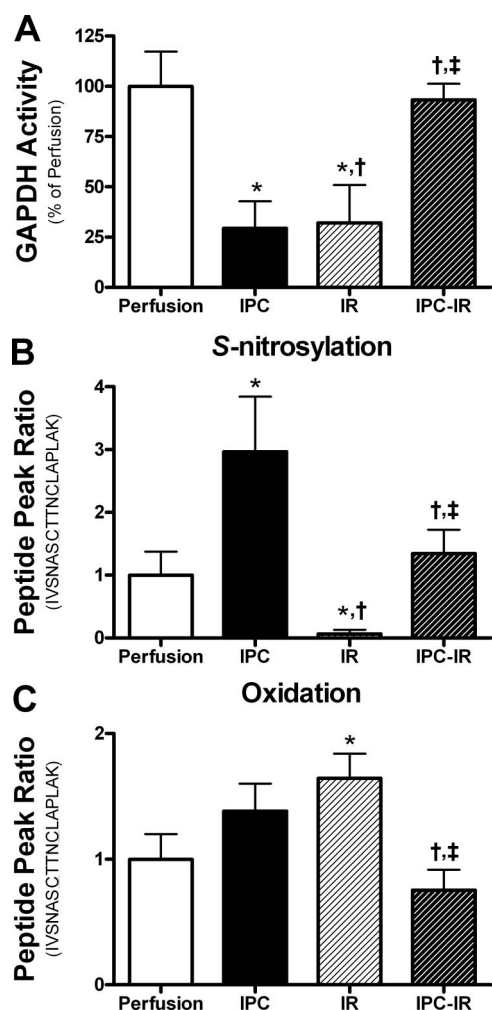 A
GAPDH Activity
(% of Perfusion)
125
100
75
50
25
0
*
*,†
†,‡
Perfusion IPC IR IPC-IR
B
S-nitrosylation
Peptide Peak Ratio
(IVSNASCTTNCLAPLAK)
4
3
2
1
0
*
*,†
†,‡
Perfusion IPC IR IPC-IR
C
Oxidation
Peptide Peak Ratio
(IVSNASCTTNCLAPLAK)
2
1
0
*
†,‡
Perfusion IPC IR IPC-IR